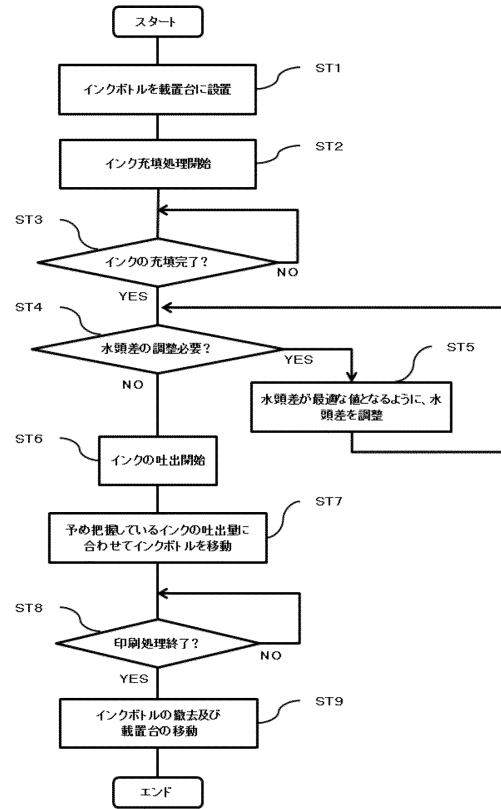 スタート
ST1
インクボトルを載置台に設置
ST2
インク充填処理開始
ST3
インクの充填完了？
NO
YES
ST4
水頭差の調整必要？
YES
NO
ST5
水頭差が最適な値となるように、水
頭差を調整
ST6
インクの吐出開始
ST7
予め把握しているインクの吐出量に
合わせてインクボトルを移動
ST8
印刷処理終了？
NO
YES
ST9
インクボトルの撤去及び
載置台の移動
エンド